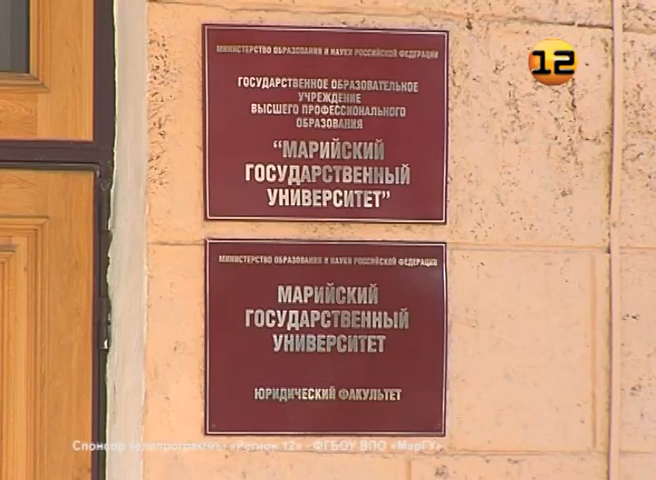 МИНИСТЕРСТВО ОБРАЗОВАНИЯ И НАУКИ РОССИЙСКОЙ ФЕДЕРАЦИИ
ГОСУДАРСТВЕННОЕ ОБРАЗОВАТЕЛЬНОЕ
УЧРЕЖДЕНИЕ
ВЫСШЕГО ПРОФЕССИОНАЛЬНОГО
ОБРАЗОВАНИЯ
"МАРИЙСКИЙ
ГОСУДАРСТВЕННЫЙ
УНИВЕРСИТЕТ"
12
МИНИСТЕРСТВО ОБРАЗОВАНИЯ И НАУКИ РОССИЙСКОЙ ФЕДЕРАЦИИ
МАРИЙСКИЙ
ГОСУДАРСТВЕННЫЙ
УНИВЕРСИТЕТ
ЮРИДИЧЕСКИЙ ФАКУЛЬТЕТ
Спонсор телепрограммы «Регион 12» - ФГБОУ ВПО «МарГУ»